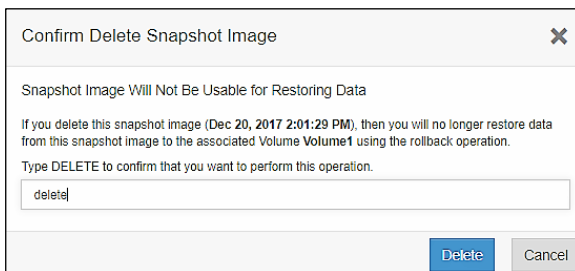 Confirm Delete Snapshot Image
Snapshot Image Will Not Be Usable for Restoring Data
If you delete this snapshot image (Dec 20, 2017 2:01:29 PM), then you will no longer restore data
from this snapshot image to the associated Volume Volume1 using the rollback operation.
Type DELETE to confirm that you want to perform this operation.
delete
Delete Cancel